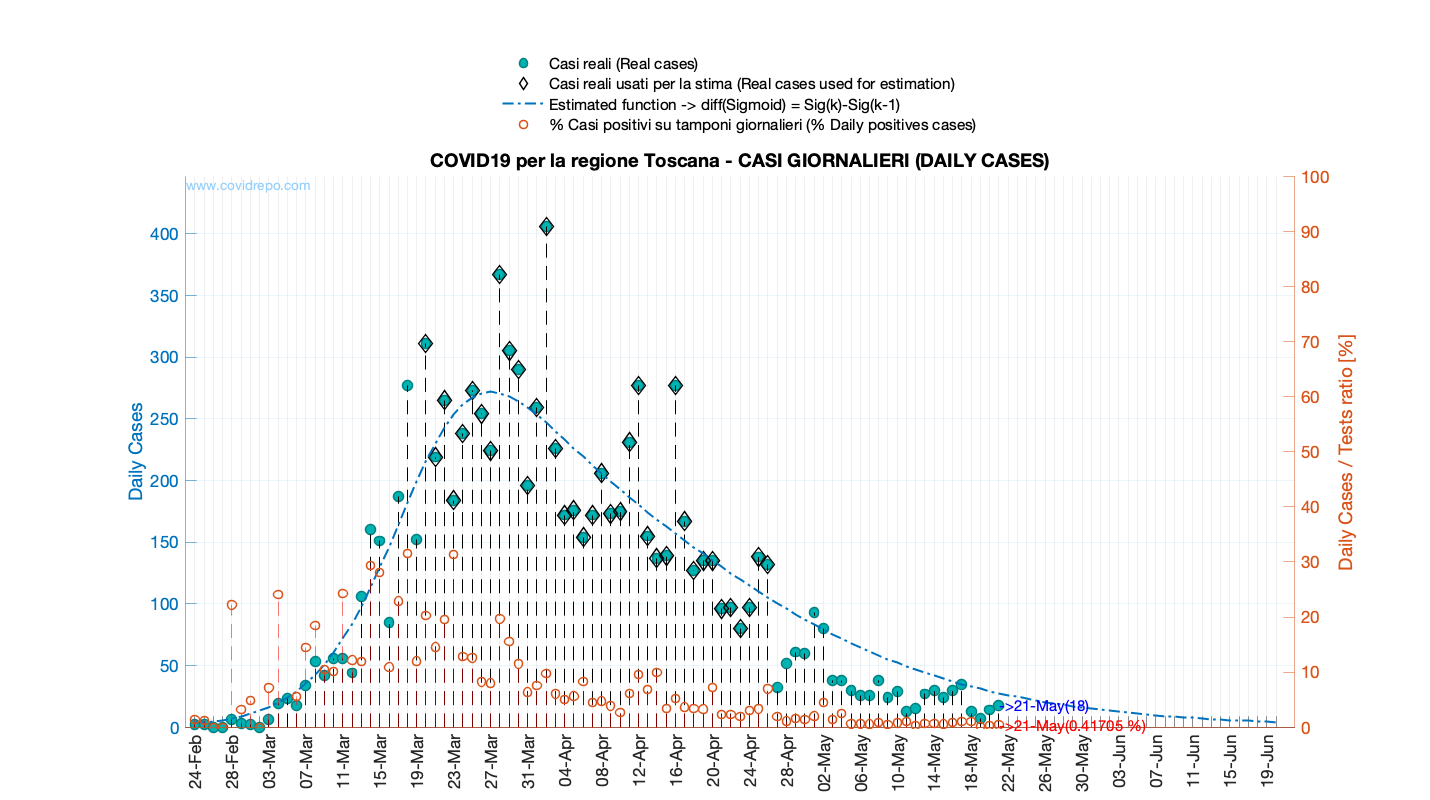 Casi reali (Real cases)
Casi reali usati per la stima (Real cases used for estimation)
Estimated function -> diff(Sigmoid) = Sig(k)-Sig(k-1)
% Casi positivi su tamponi giornalieri (% Daily positives cases)
COVID19 per la regione Toscana - CASI GIORNALIERI (DAILY CASES)
www.covidrepo.com
Daily Cases
400
350
300
250
200
150
100
50
0
100
90
80
70
60
50
40
30
20
10
0
Daily Cases / Tests ratio [%]
->21-May(18)
->21-May(0.41705 %)
24-Feb
28-Feb
03-Mar
07-Mar
11-Mar
15-Mar
19-Mar
23-Mar
27-Mar
31-Mar
04-Apr
08-Apr
12-Apr
16-Apr
20-Apr
24-Apr
28-Apr
02-May
06-May
10-May
14-May
18-May
22-May
26-May
30-May
03-Jun
07-Jun
11-Jun
15-Jun
19-Jun